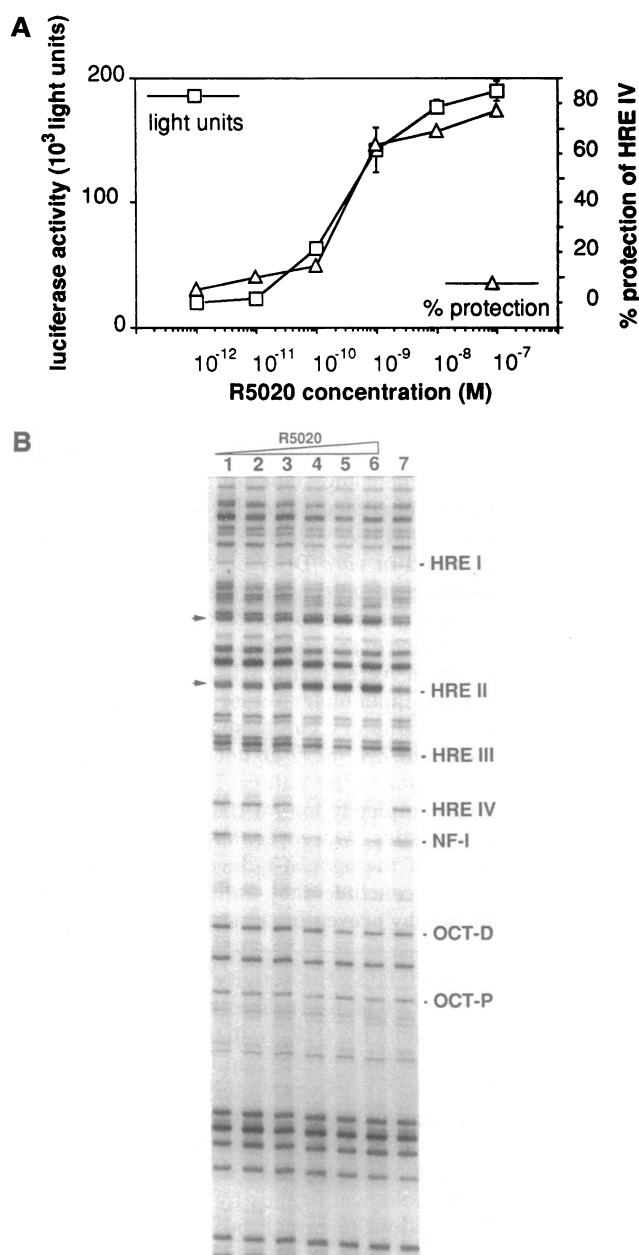 A
luciferase activity (10³ light units)
200
100
0
light units
% protection
80
60
40
20
0
% protection of HRE IV
10⁻¹² 10⁻¹¹ 10⁻¹⁰ 10⁻⁹ 10⁻⁸ 10⁻⁷
R5020 concentration (M)
B
R5020
1 2 3 4 5 6 7
- HRE I
- HRE II
- HRE III
- HRE IV
- NF-I
- OCT-D
- OCT-P